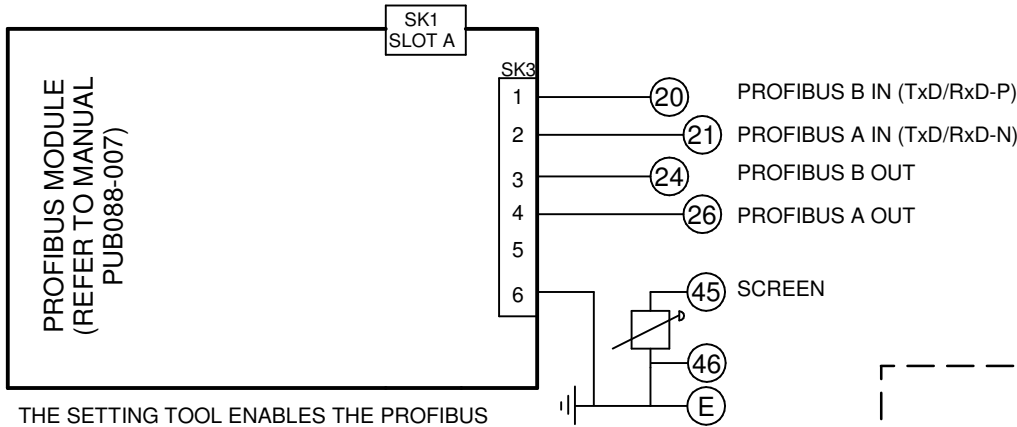 SK1
SLOT A
PROFIBUS MODULE
(REFER TO MANUAL
PUB088-007)
SK3
1
20
PROFIBUS B IN (TxD/RxD-P)
2
21
PROFIBUS A IN (TxD/RxD-N)
3
24
PROFIBUS B OUT
4
26
PROFIBUS A OUT
5
6
45
SCREEN
46
E
THE SETTING TOOL ENABLES THE PROFIBUS